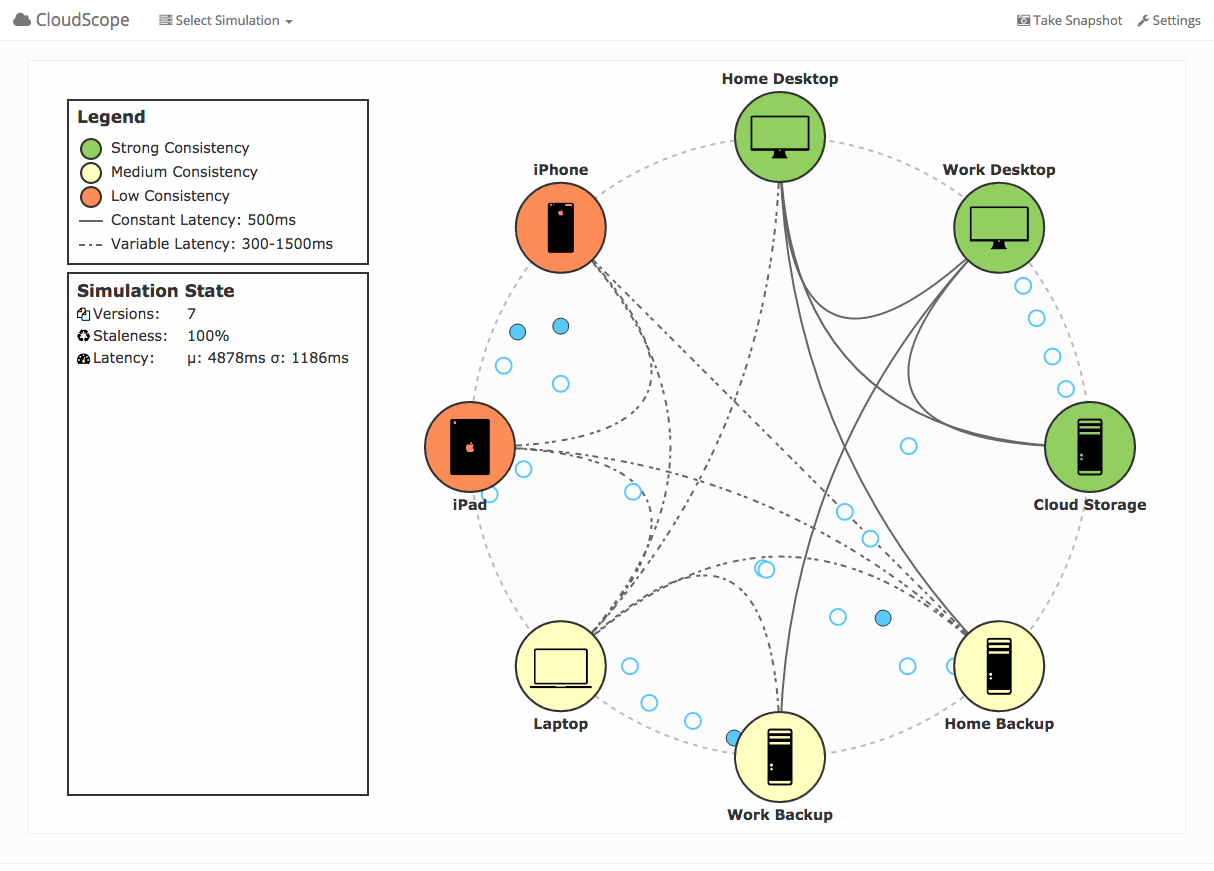 CloudScope Select Simulation Take Snapshot Settings
Legend
Strong Consistency
Medium Consistency
Low Consistency
Constant Latency: 500ms
Variable Latency: 300-1500ms
Simulation State
Versions: 7
Staleness: 100%
Latency: μ: 4878ms σ: 1186ms
Home Desktop
iPhone
Work Desktop
iPad
Cloud Storage
Laptop
Home Backup
Work Backup